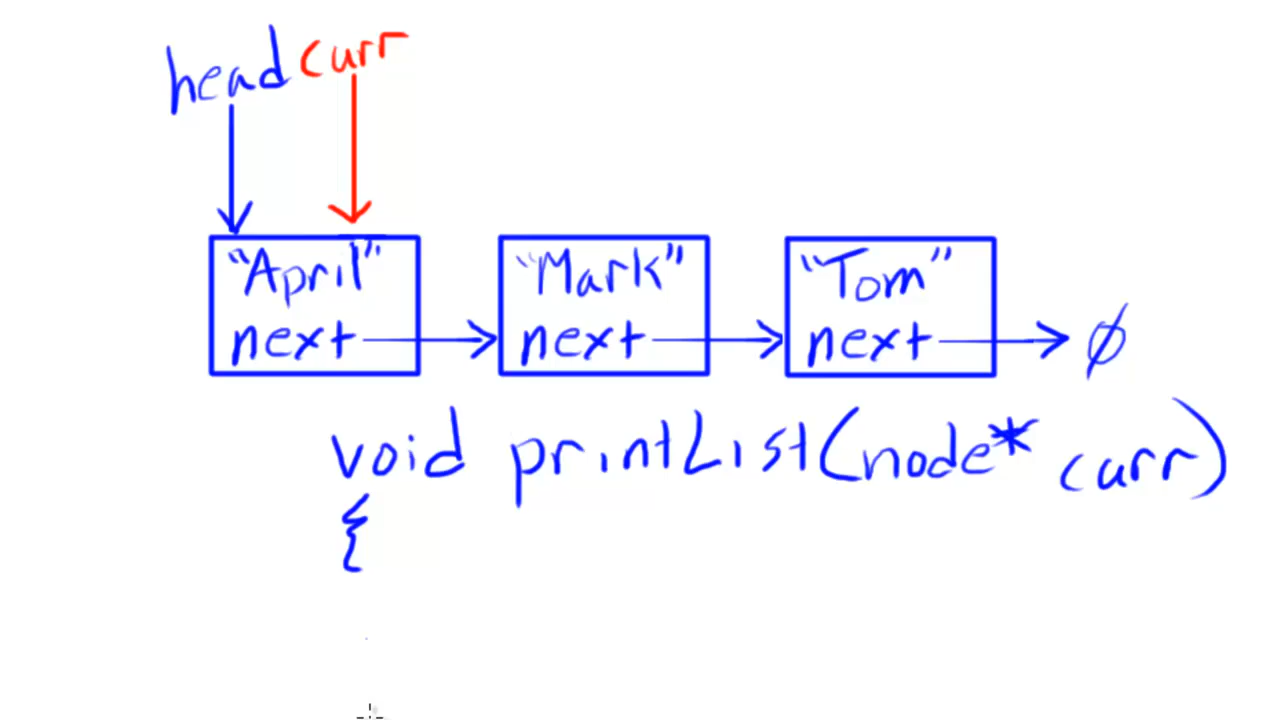 head curr
"April" "Mark" "Tom"
next next next ∅
void printList(node* curr)
{